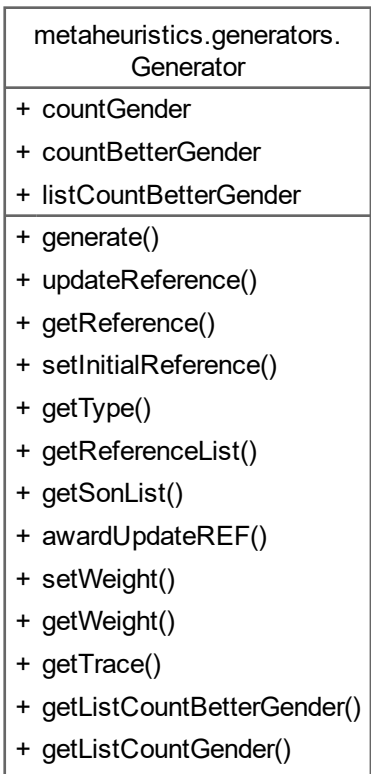 metaheuristics.generators.
Generator
+ countGender
+ countBetterGender
+ listCountBetterGender
+ generate()
+ updateReference()
+ getReference()
+ setInitialReference()
+ getType()
+ getReferenceList()
+ getSonList()
+ awardUpdateREF()
+ setWeight()
+ getWeight()
+ getTrace()
+ getListCountBetterGender()
+ getListCountGender()